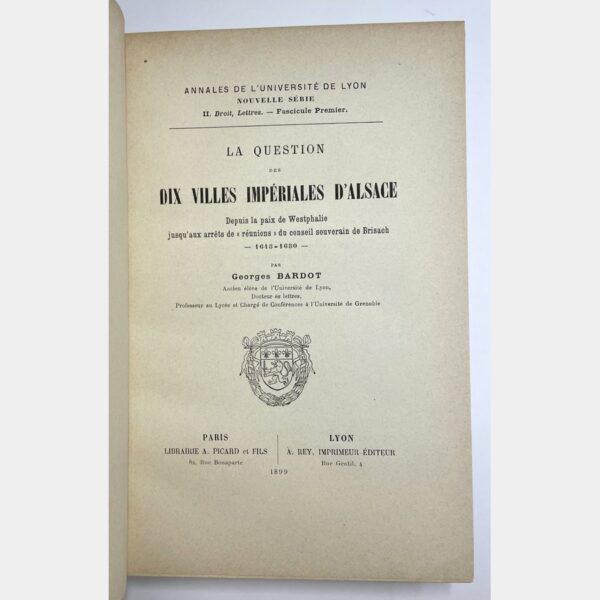 ANNALES DE L'UNIVERSITÉ DE LYON
NOUVELLE SÉRIE
II. Droit, Lettres. — Fascicule Premier.
LA QUESTION
DES
DIX VILLES IMPÉRIALES D'ALSACE
Depuis la paix de Westphalie
jusqu'aux arrêts de « réunions » du conseil souverain de Brisach
— 1648-1680 —
PAR
Georges BARDOT
Ancien élève de l'Université de Lyon,
Docteur ès lettres,
Professeur au Lycée et Chargé de Conférences à l'Université de Grenoble
PARIS
LIBRAIRIE A. PICARD et FILS
82, Rue Bonaparte
LYON
A. REY, IMPRIMEUR-ÉDITEUR
Rue Gentil, 4
1899